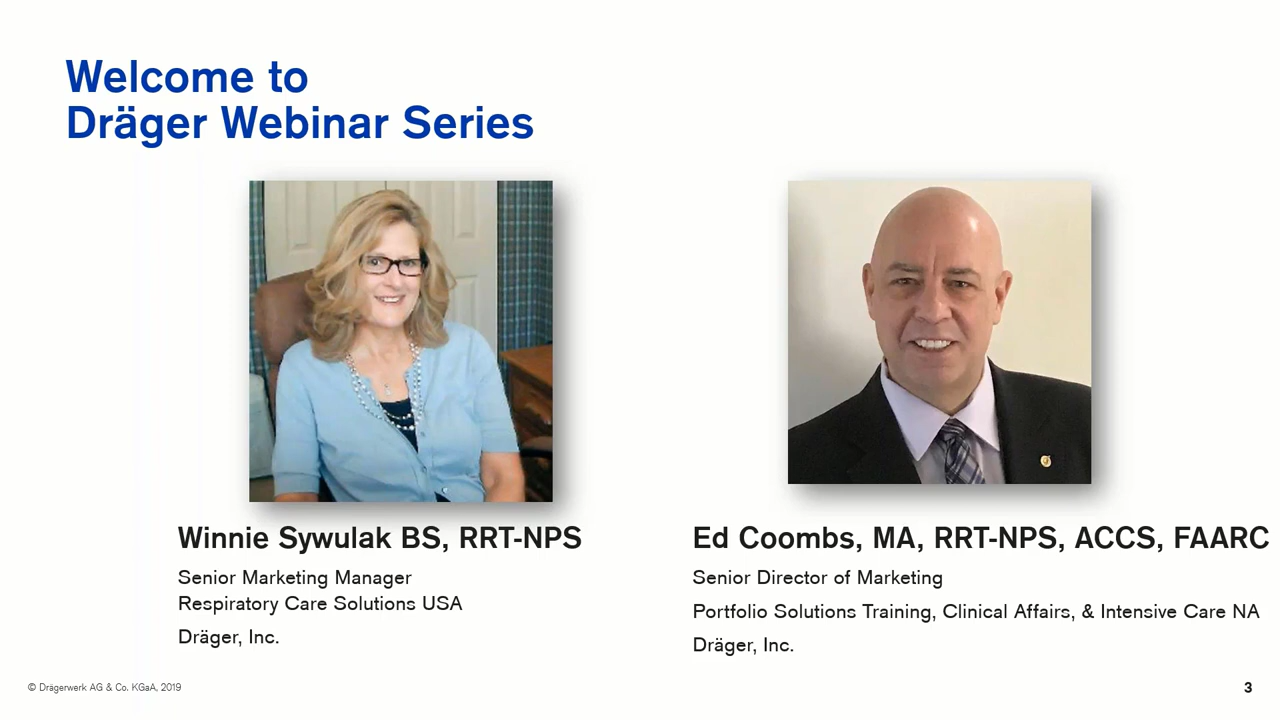 Welcome to
Dräger Webinar Series
Winnie Sywulak BS, RRT-NPS
Senior Marketing Manager
Respiratory Care Solutions USA
Dräger, Inc.
Ed Coombs, MA, RRT-NPS, ACCS, FAARC
Senior Director of Marketing
Portfolio Solutions Training, Clinical Affairs, & Intensive Care NA
Dräger, Inc.
© Drägerwerk AG & Co. KGaA, 2019
3